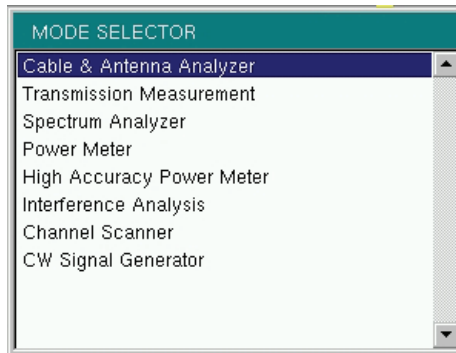 MODE SELECTOR
Cable & Antenna Analyzer
Transmission Measurement
Spectrum Analyzer
Power Meter
High Accuracy Power Meter
Interference Analysis
Channel Scanner
CW Signal Generator